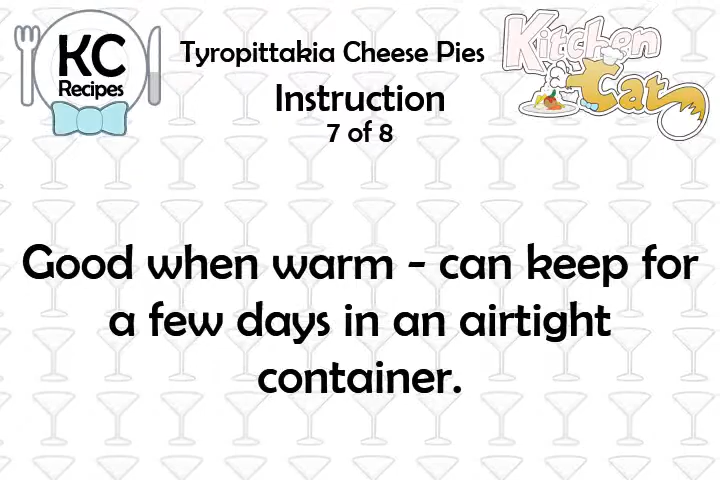 KC
Recipes
Tyropittakia Cheese Pies
Instruction
7 of 8
Kitchen
Cat
Good when warm - can keep for
a few days in an airtight
container.